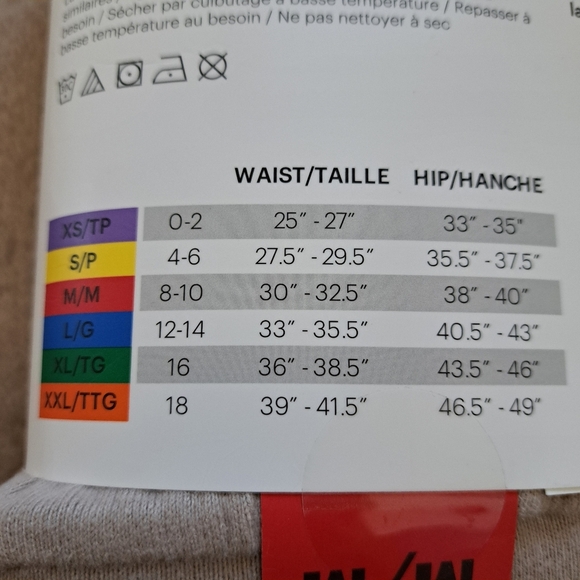 similaires
besoin / Sécher par culbutage à basse température / Repasser à
basse température au besoin / Ne pas nettoyer à sec
WAIST/TAILLE HIP/HANCHE
XS/TP 0-2 25" - 27" 33" - 35"
S/P 4-6 27.5" - 29.5" 35.5" - 37.5"
M/M 8-10 30" - 32.5" 38" - 40"
L/G 12-14 33" - 35.5" 40.5" - 43"
XL/TG 16 36" - 38.5" 43.5" - 46"
XXL/TTG 18 39" - 41.5" 46.5" - 49"
M/M